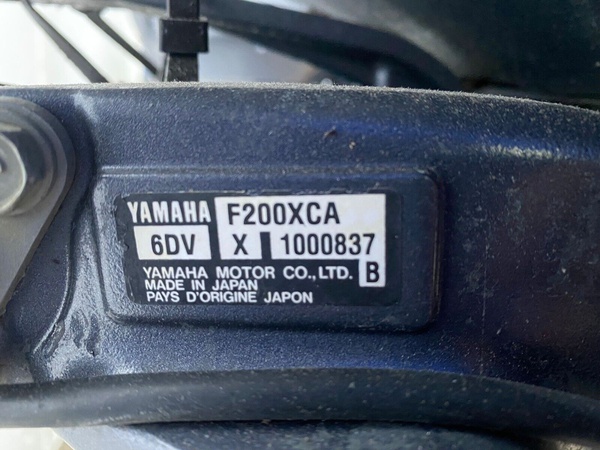 YAMAHA F200XCA
6DV X 1000837
YAMAHA MOTOR CO.,LTD. B
MADE IN JAPAN
PAYS D'ORIGINE JAPON